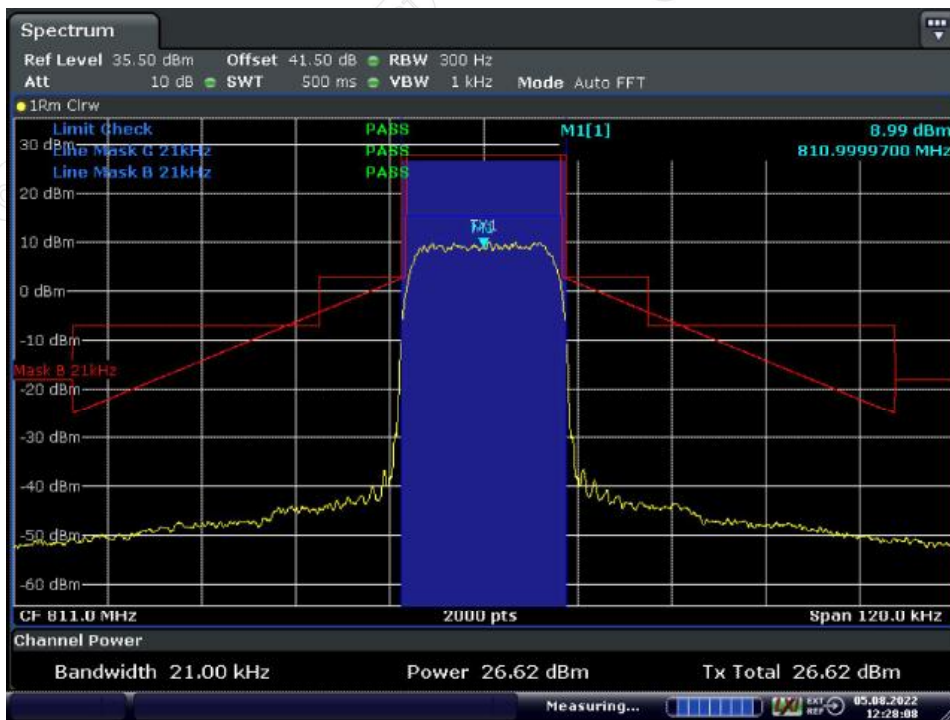 Spectrum
Ref Level 35.50 dBm Offset 41.50 dB RBW 300 Hz
Att 10 dB SWT 500 ms VBW 1 kHz Mode Auto FFT
1Rm Clrw
Limit Check PASS M1[1] 8.99 dBm
30 dBm
Line Mask G 21kHz PASS 810.9999700 MHz
Line Mask B 21kHz PASS
20 dBm
10 dBm
0 dBm
-10 dBm
Mask B 21kHz
-20 dBm
-30 dBm
-40 dBm
-50 dBm
-60 dBm
CF 811.0 MHz 2000 pts Span 120.0 kHz
Channel Power
Bandwidth 21.00 kHz Power 26.62 dBm Tx Total 26.62 dBm
Measuring... LXI EXT REF 05.08.2022
12:28:08